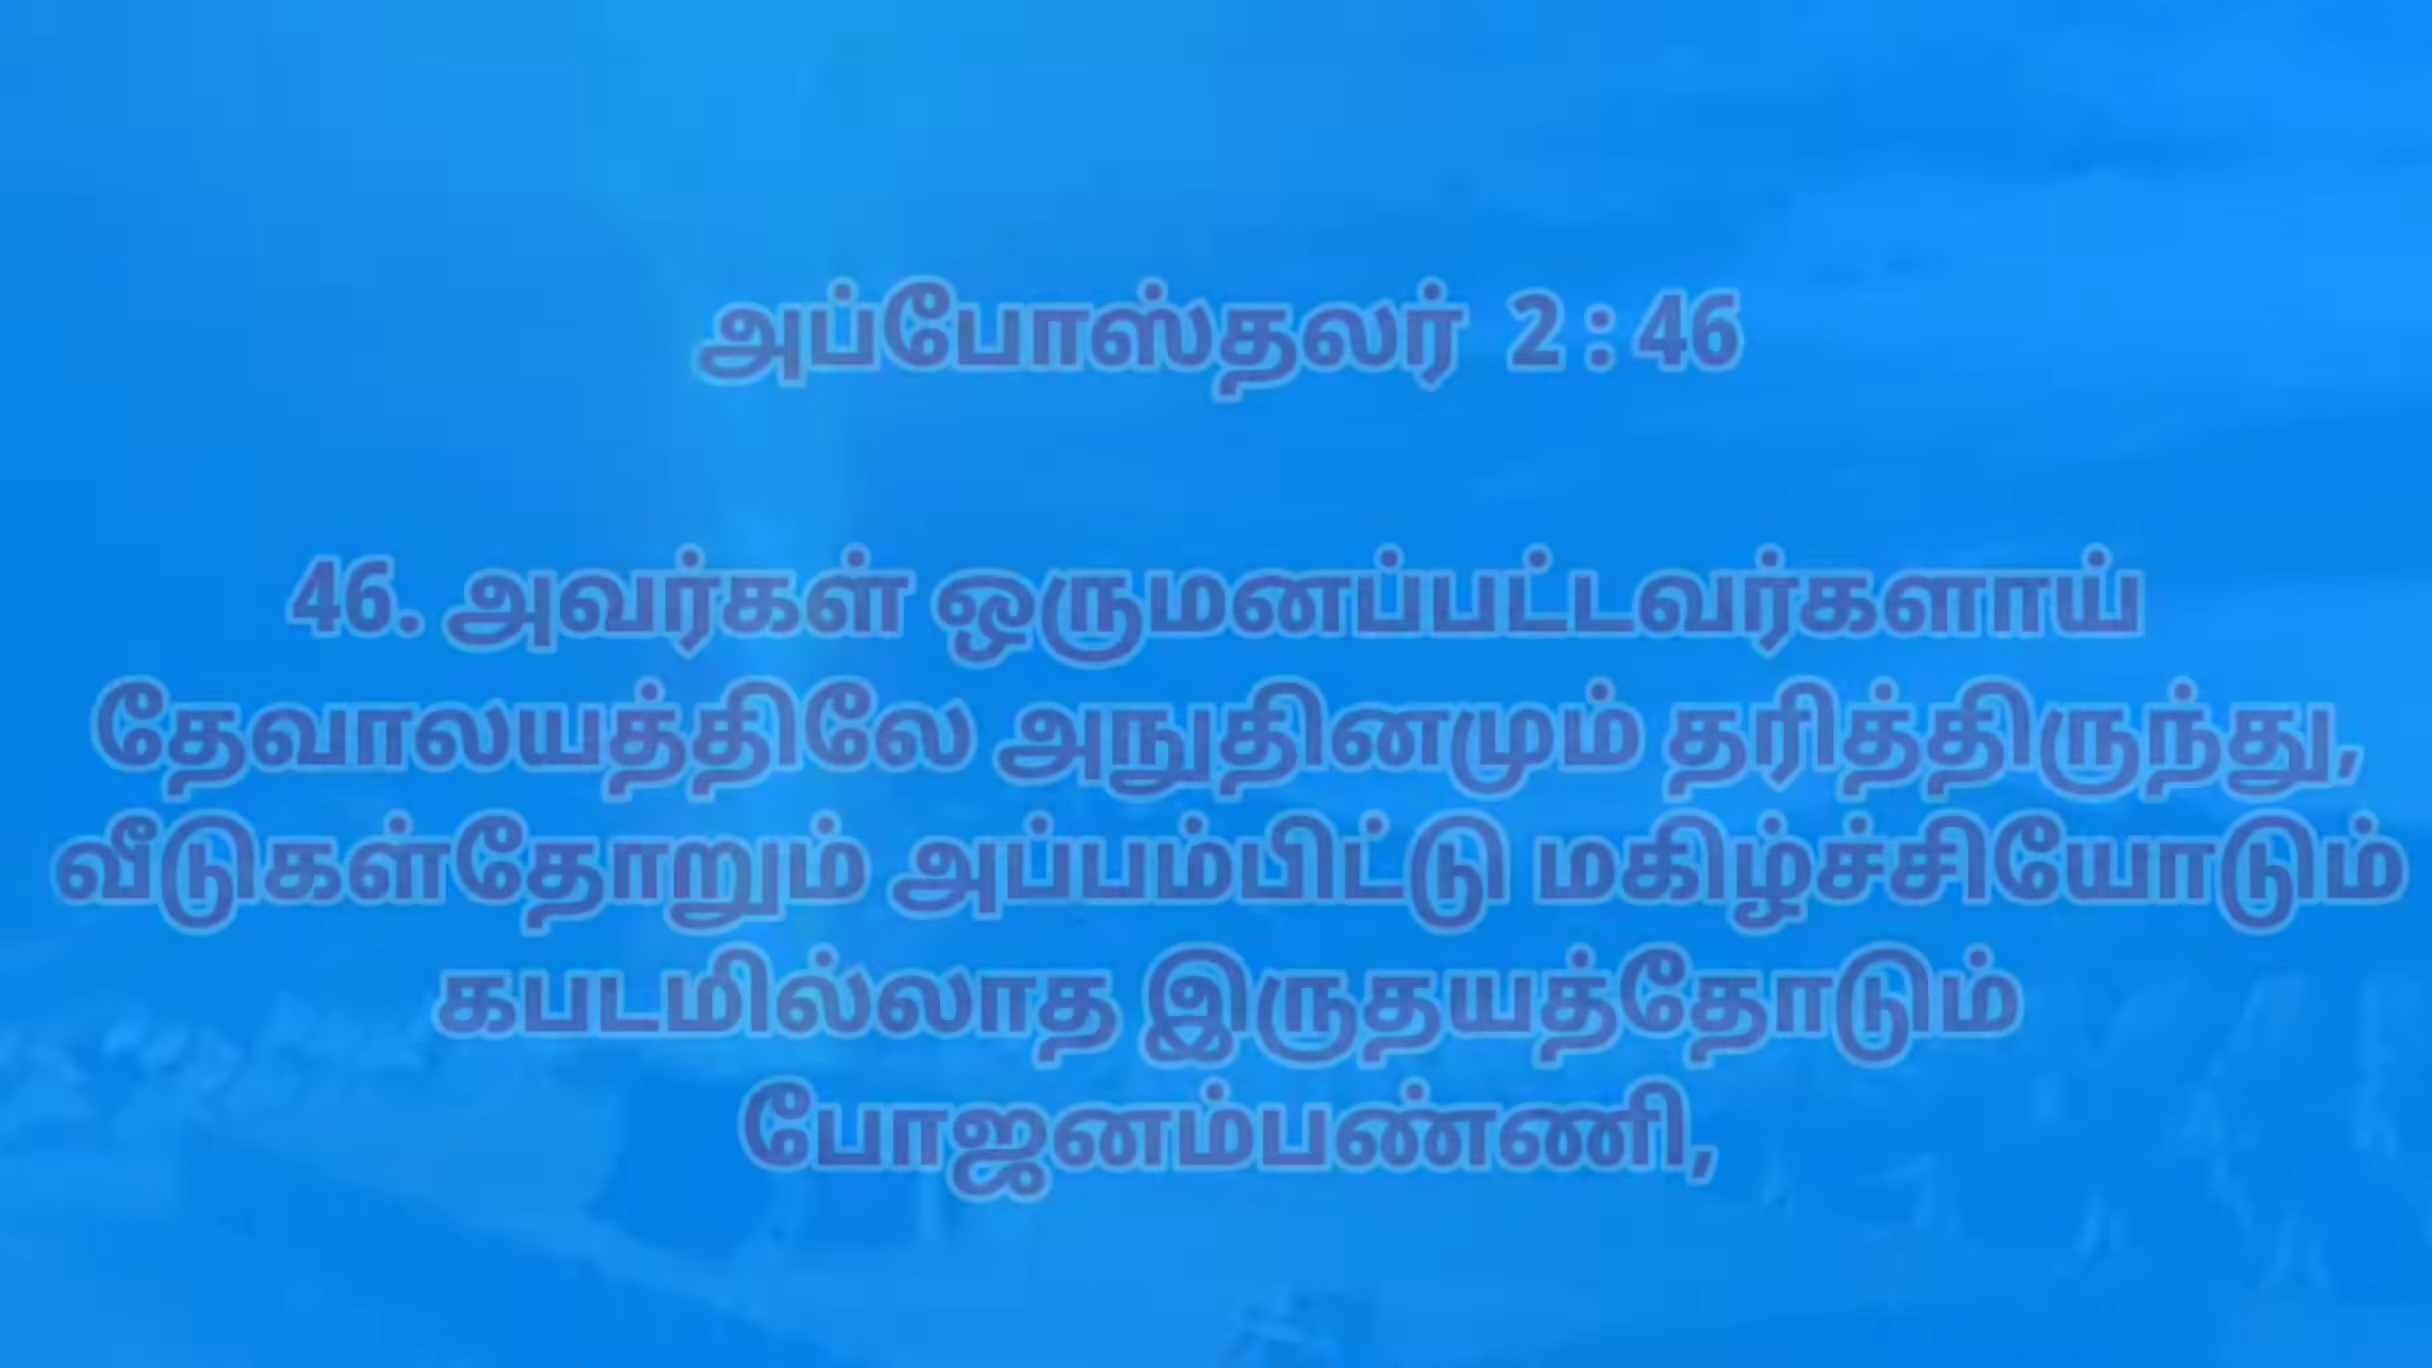 அப்போஸ்தலர் 2 : 46
46. அவர்கள் ஒருமனப்பட்டவர்களாய்
தேவாலயத்திலே அநுதினமும் தரித்திருந்து,
வீடுகள்தோறும் அப்பம்பிட்டு மகிழ்ச்சியோடும்
கபடமில்லாத இருதயத்தோடும்
போஜனம்பண்ணி,